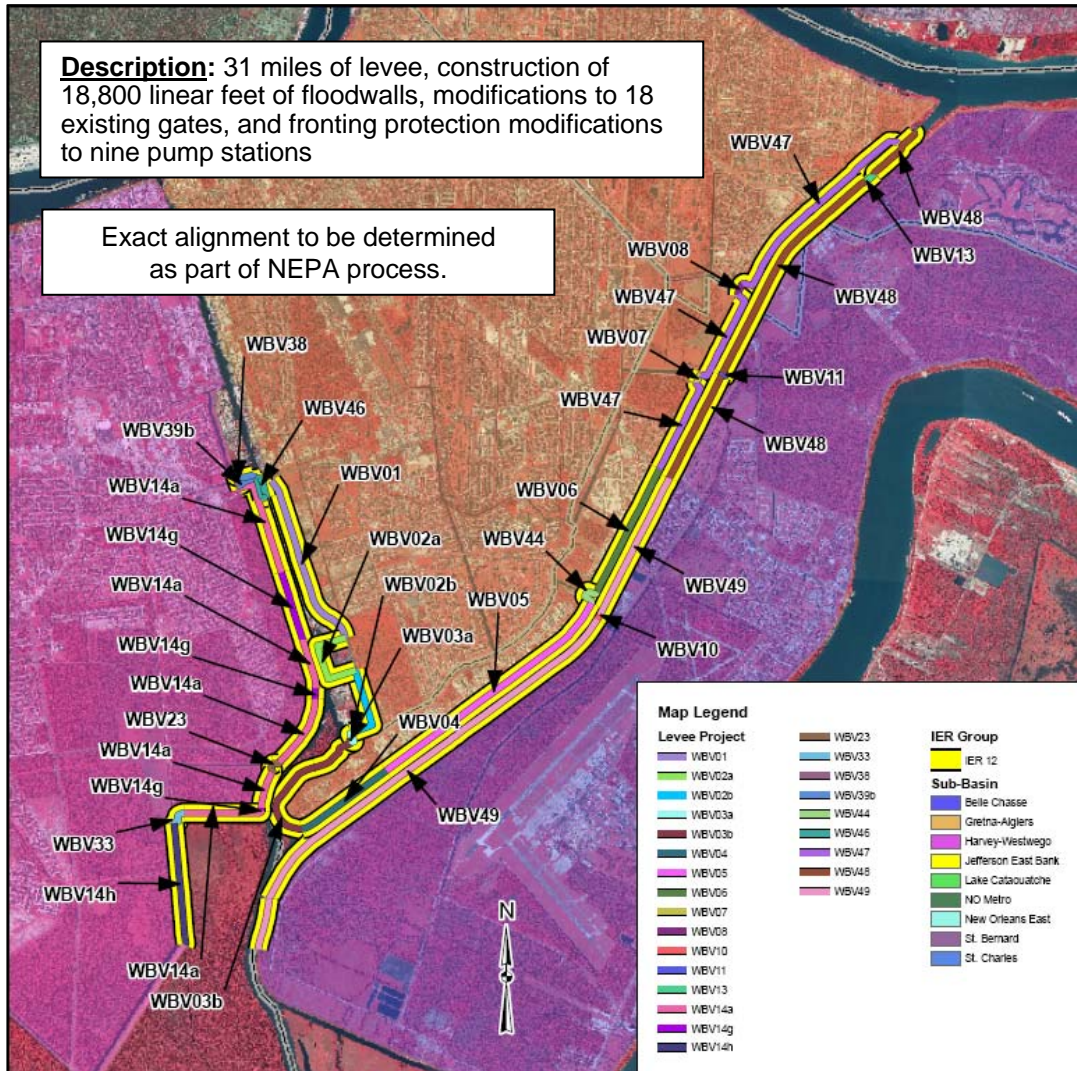 Description: 31 miles of levee, construction of
18,800 linear feet of floodwalls, modifications to 18
existing gates, and fronting protection modifications
to nine pump stations
Exact alignment to be determined
as part of NEPA process.
WBV47
WBV48
WBV13
WBV08
WBV47
WBV48
WBV07
WBV11
WBV47
WBV48
WBV38
WBV46
WBV39b
WBV01
WBV14a
WBV06
WBV02a
WBV44
WBV14g
WBV02b
WBV49
WBV05
WBV14a
WBV03a
WBV10
WBV14g
WBV14a
WBV04
WBV23
WBV14a
WBV14g
WBV49
WBV33
WBV14h
WBV14a
WBV03b
N
Map Legend
Levee Project
WBV01
WBV02a
WBV02b
WBV03a
WBV03b
WBV04
WBV05
WBV06
WBV07
WBV08
WBV10
WBV11
WBV13
WBV14a
WBV14g
WBV14h
WBV23
WBV33
WBV38
WBV39b
WBV44
WBV46
WBV47
WBV48
WBV49
IER Group
IER 12
Sub-Basin
Belle Chasse
Gretna-Algiers
Harvey-Westwego
Jefferson East Bank
Lake Cataouatche
NO Metro
New Orleans East
St. Bernard
St. Charles